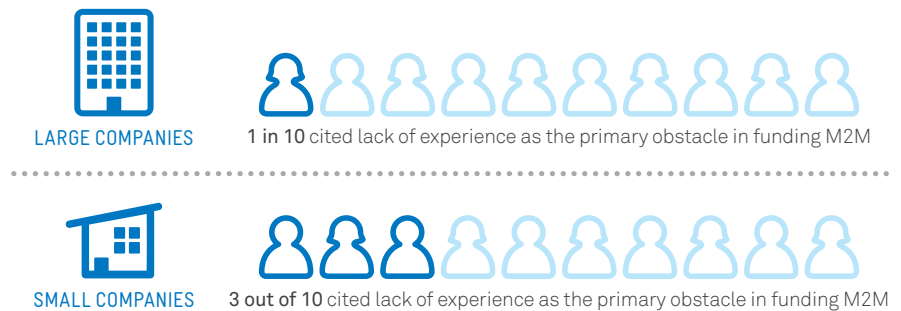 LARGE COMPANIES
1 in 10 cited lack of experience as the primary obstacle in funding M2M
SMALL COMPANIES
3 out of 10 cited lack of experience as the primary obstacle in funding M2M